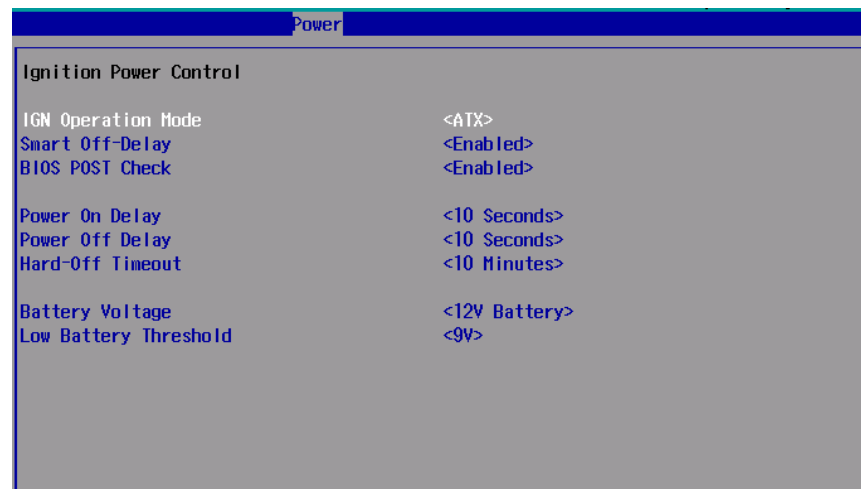 Power
Ignition Power Control
IGN Operation Mode <ATX>
Smart Off-Delay <Enabled>
BIOS POST Check <Enabled>
Power On Delay <10 Seconds>
Power Off Delay <10 Seconds>
Hard-Off Timeout <10 Minutes>
Battery Voltage <12V Battery>
Low Battery Threshold <9V>